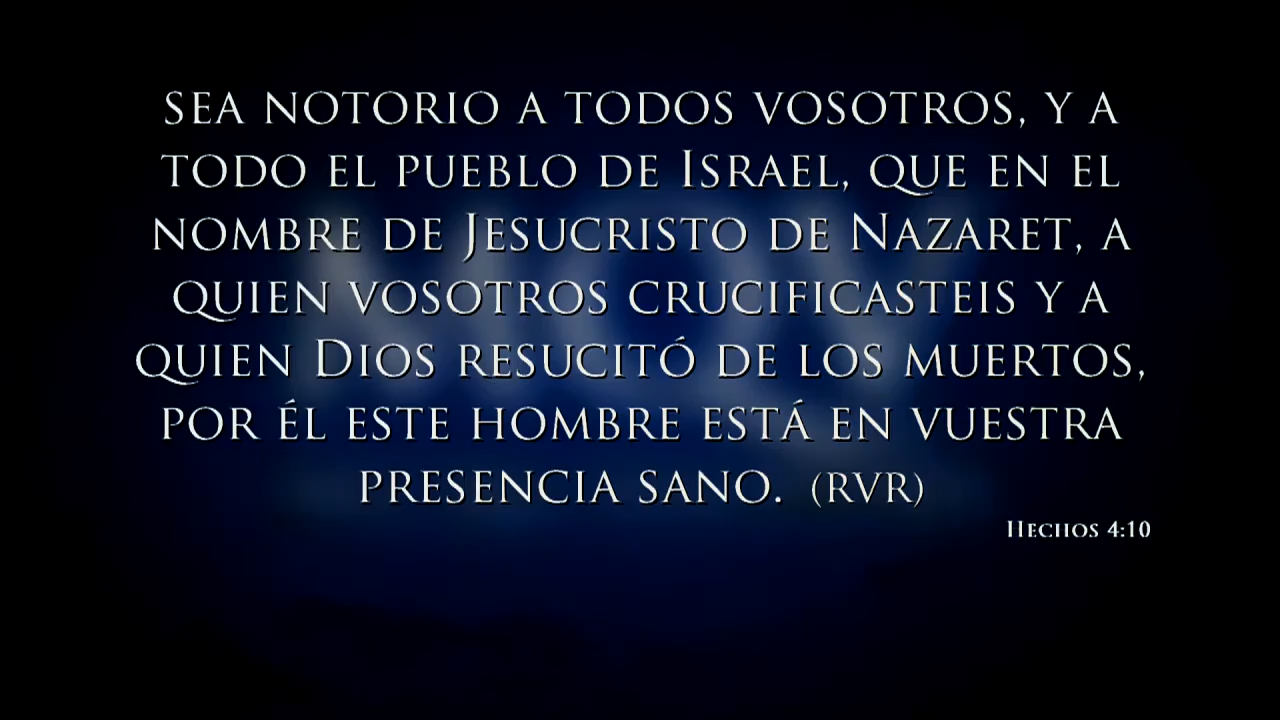 SEA NOTORIO A TODOS VOSOTROS, Y A
TODO EL PUEBLO DE ISRAEL, QUE EN EL
NOMBRE DE JESUCRISTO DE NAZARET, A
QUIEN VOSOTROS CRUCIFICASTEIS Y A
QUIEN DIOS RESUCITÓ DE LOS MUERTOS,
POR ÉL ESTE HOMBRE ESTÁ EN VUESTRA
PRESENCIA SANO. (RVR)
HECHOS 4:10